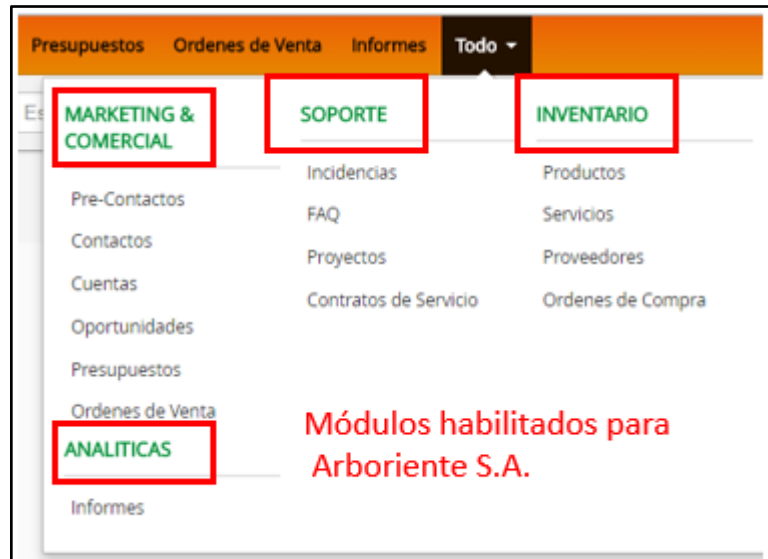 Presupuestos Ordenes de Venta Informes Todo
Es
MARKETING &
COMERCIAL
Pre-Contactos
Contactos
Cuentas
Oportunidades
Presupuestos
Ordenes de Venta
ANALITICAS
Informes
SOPORTE
Incidencias
FAQ
Proyectos
Contratos de Servicio
INVENTARIO
Productos
Servicios
Proveedores
Ordenes de Compra
Módulos habilitados para
Arboriente S.A.